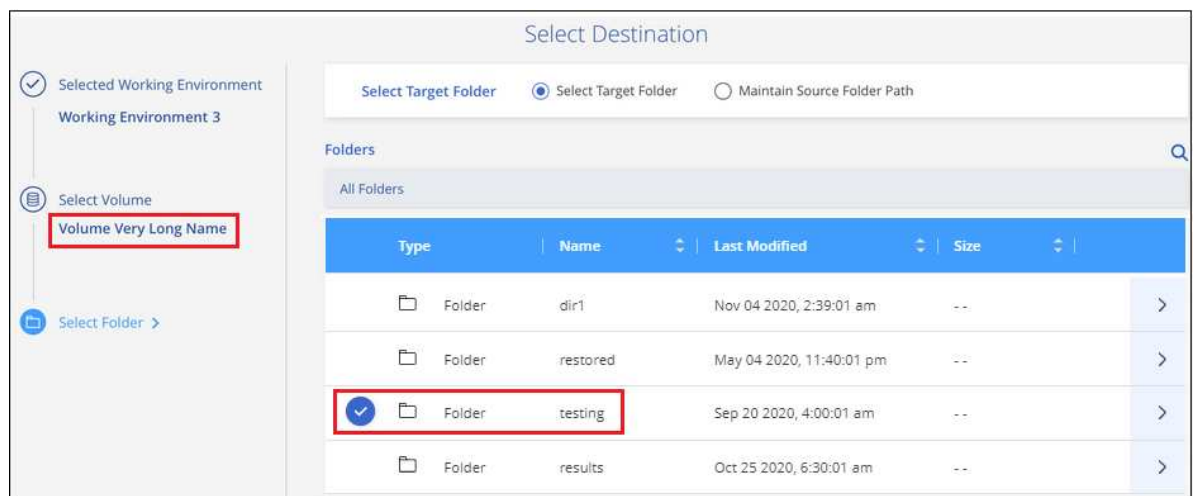 Select Destination
Selected Working Environment
Working Environment 3
Select Volume
Volume Very Long Name
Select Folder >
Select Target Folder Select Target Folder Maintain Source Folder Path
Folders
All Folders
Type Name Last Modified Size
Folder dir1 Nov 04 2020, 2:39:01 am - -
Folder restored May 04 2020, 11:40:01 pm - -
Folder testing Sep 20 2020, 4:00:01 am - -
Folder results Oct 25 2020, 6:30:01 am - -